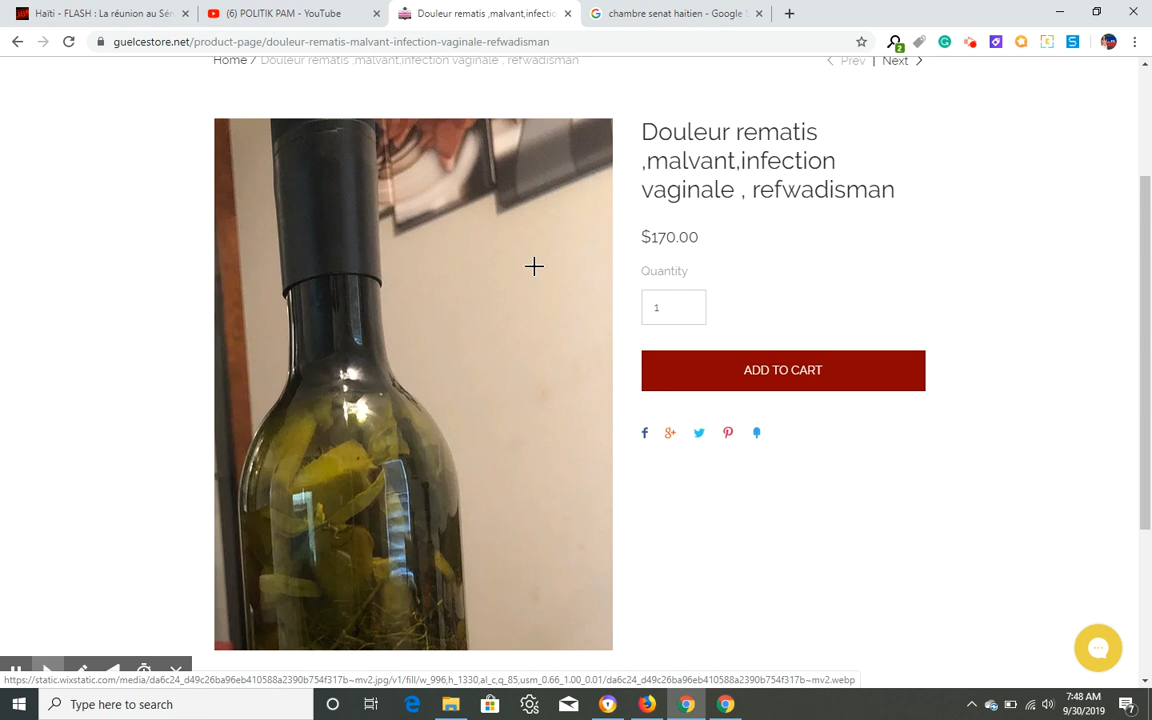 Haïti - FLASH : La réunion au Sén
(6) POLITIK PAM - YouTube
Douleur rematis ,malvant,infectio
chambre senat haitien - Google S
guelcestore.net/product-page/douleur-rematis-malvant-infection-vaginale-refwadisman
2
Home / Douleur rematis ,malvant,infection vaginale , refwadisman
Prev | Next
Douleur rematis
,malvant,infection
vaginale , refwadisman
$170.00
Quantity
1
ADD TO CART
https://static.wixstatic.com/media/da6c24_d49c26ba96eb410588a2390b754f317b~mv2.jpg/v1/fill/w_996,h_1330,al_c,q_85,usm_0.66_1.00_0.01/da6c24_d49c26ba96eb410588a2390b754f317b~mv2.webp
Type here to search
7:48 AM
9/30/2019
7